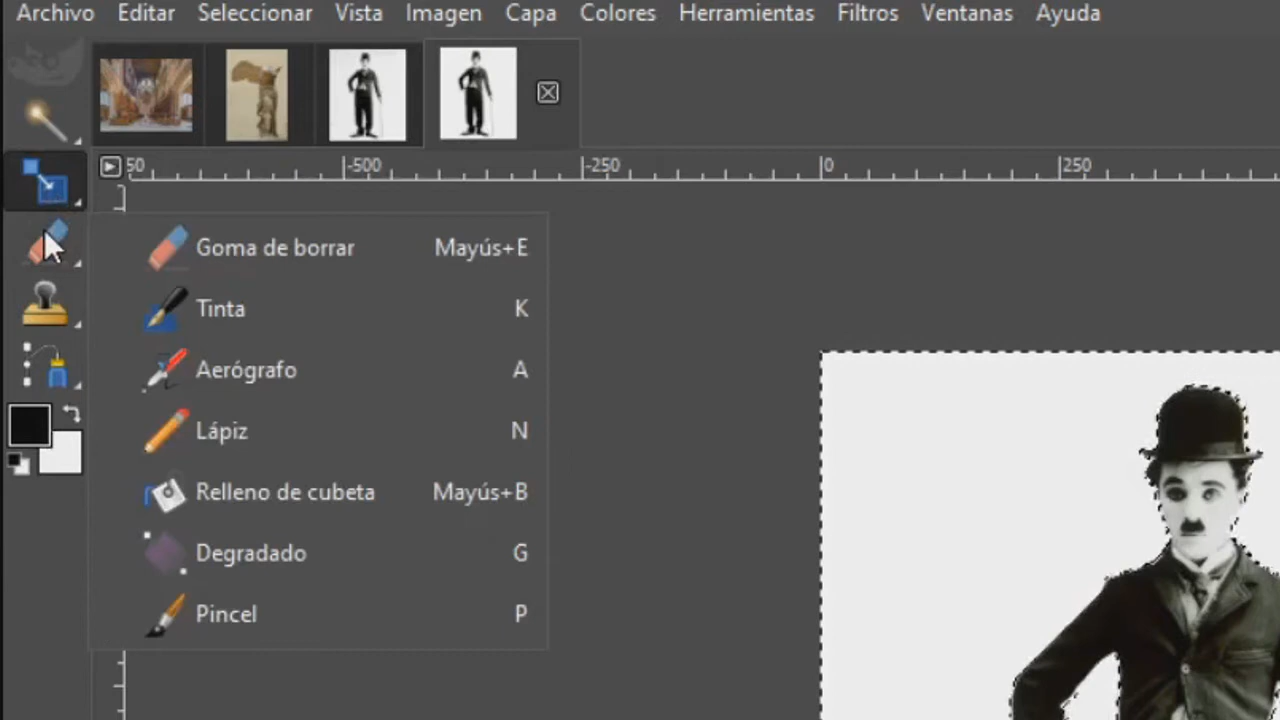 Archivo Editar Seleccionar Vista Imagen Capa Colores Herramientas Filtros Ventanas Ayuda
50 -500 -250 0 250
Goma de borrar Mayús+E
Tinta K
Aerógrafo A
Lápiz N
Relleno de cubeta Mayús+B
Degradado G
Pincel P